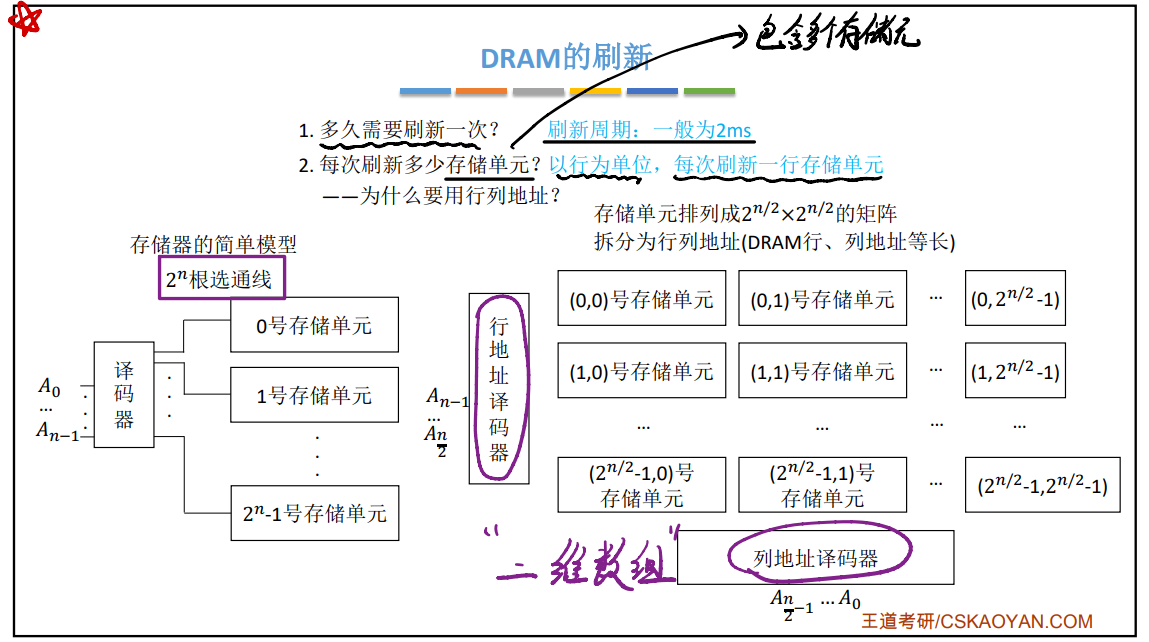 DRAM的刷新
包含多个存储元
1. 多久需要刷新一次？ 刷新周期：一般为2ms
2. 每次刷新多少存储单元？以行为单位，每次刷新一行存储单元
——为什么要用行列地址？
存储单元排列成2^{n/2}×2^{n/2}的矩阵
拆分为行列地址(DRAM行、列地址等长)
存储器的简单模型
2^n根选通线
0号存储单元
1号存储单元
2^n-1号存储单元
译码器
A_0
...
A_{n-1}
行地址译码器
A_{n-1}
...
A_{n/2}
(0,0)号存储单元 (0,1)号存储单元 ... (0,2^{n/2}-1)
(1,0)号存储单元 (1,1)号存储单元 ... (1,2^{n/2}-1)
... ... ... ...
(2^{n/2}-1,0)号存储单元 (2^{n/2}-1,1)号存储单元 ... (2^{n/2}-1,2^{n/2}-1)
“二维数组”
列地址译码器
A_{n/2-1} ... A_0
王道考研/CSKAOYAN.COM